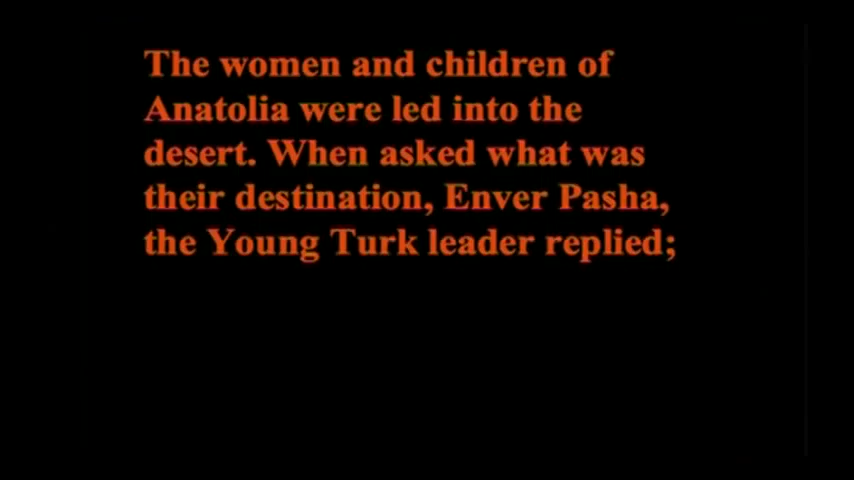 The women and children of
Anatolia were led into the
desert. When asked what was
their destination, Enver Pasha,
the Young Turk leader replied;